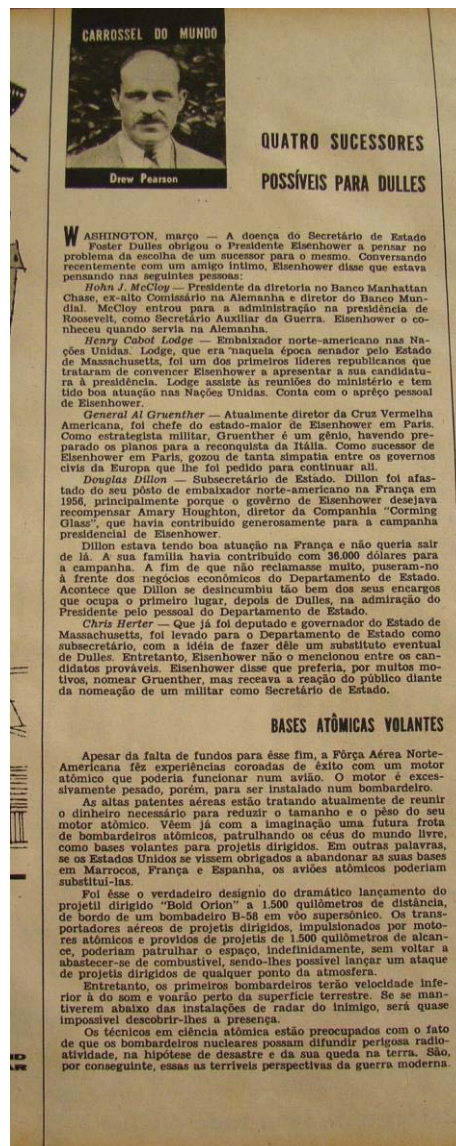 CARROSSEL DO MUNDO
Drew Pearson
QUATRO SUCESSORES
POSSÍVEIS PARA DULLES
WASHINGTON, março — A doença do Secretário de Estado
Foster Dulles obrigou o Presidente Eisenhower a pensar no
problema da escolha de um sucessor para o mesmo. Conversando
recentemente com um amigo íntimo, Eisenhower disse que estava
pensando nas seguintes pessoas:
Hohn J. McCloy — Presidente da diretoria no Banco Manhattan
Chase, ex-alto Comissário na Alemanha e diretor do Banco Mun-
dial. McCloy entrou para a administração na presidência de
Roosevelt, como Secretário Auxiliar da Guerra. Eisenhower o co-
nheceu quando servia na Alemanha.
Henry Cabot Lodge — Embaixador norte-americano nas Na-
ções Unidas. Lodge, que era naquela época senador pelo Estado
de Massachusetts, foi um dos primeiros líderes republicanos que
trataram de convencer Eisenhower a apresentar a sua candidatu-
ra à presidência. Lodge assiste às reuniões do ministério e tem
tido boa atuação nas Nações Unidas. Conta com o aprêço pessoal
de Eisenhower.
General Al Gruenther — Atualmente diretor da Cruz Vermelha
Americana, foi chefe do estado-maior de Eisenhower em Paris.
Como estrategista militar, Gruenther é um gênio, havendo pre-
parado os planos para a reconquista da Itália. Como sucessor de
Eisenhower em Paris, gozou de tanta simpatia entre os governos
civis da Europa que lhe foi pedido para continuar ali.
Douglas Dillon — Subsecretário de Estado. Dillon foi afas-
tado do seu pôsto de embaixador norte-americano na França em
1956, principalmente porque o govêrno de Eisenhower desejava
recompensar Amary Houghton, diretor da Companhia "Corming
Glass", que havia contribuído generosamente para a campanha
presidencial de Eisenhower.
Dillon estava tendo boa atuação na França e não queria sair
de lá. A sua família havia contribuído com 36.000 dólares para
a campanha. A fim de que não reclamasse muito, puseram-no
à frente dos negócios econômicos do Departamento de Estado.
Acontece que Dillon se desincumbiu tão bem dos seus encargos
que ocupa o primeiro lugar, depois de Dulles, na admiração do
Presidente pelo pessoal do Departamento de Estado.
Chris Herter — Que já foi deputado e governador do Estado de
Massachusetts, foi levado para o Departamento de Estado como
subsecretário, com a idéia de fazer dêle um substituto eventual
de Dulles. Entretanto, Eisenhower não o mencionou entre os can-
didatos prováveis. Eisenhower disse que preferia, por muitos mo-
tivos, nomear Gruenther, mas receava a reação do público diante
da nomeação de um militar como Secretário de Estado.
BASES ATÔMICAS VOLANTES
Apesar da falta de fundos para êsse fim, a Fôrça Aérea Norte-
Americana fêz experiências coroadas de êxito com um motor
atômico que poderia funcionar num avião. O motor é exces-
sivamente pesado, porém, para ser instalado num bombardeiro.
As altas patentes aéreas estão tratando atualmente de reunir
o dinheiro necessário para reduzir o tamanho e o pêso do seu
motor atômico. Vêem já com a imaginação uma futura frota
de bombardeiros atômicos, patrulhando os céus do mundo livre,
como bases volantes para projetis dirigidos. Em outras palavras,
se os Estados Unidos se vissem obrigados a abandonar as suas bases
em Marrocos, França e Espanha, os aviões atômicos poderiam
substituí-las.
Foi êsse o verdadeiro desígnio do dramático lançamento do
projetil dirigido "Bold Orion" a 1.500 quilômetros de distância,
de bordo de um bombadeiro B-58 em vôo supersônico. Os trans-
portadores aéreos de projetis dirigidos, impulsionados por moto-
res atômicos e providos de projetis de 1.500 quilômetros de alcan-
ce, poderiam patrulhar o espaço, indefinidamente, sem voltar a
abastecer-se de combustível, sendo-lhes possível lançar um ataque
de projetis dirigidos de qualquer ponto da atmosfera.
Entretanto, os primeiros bombardeiros terão velocidade infe-
rior à do som e voarão perto da superfície terrestre. Se se man-
tiverem abaixo das instalações de radar do inimigo, será quase
impossível descobrir-lhes a presença.
Os técnicos em ciência atômica estão preocupados com o fato
de que os bombardeiros nucleares possam difundir perigosa radio-
atividade, na hipótese de desastre e da sua queda na terra. São,
por conseguinte, essas as terríveis perspectivas da guerra moderna.